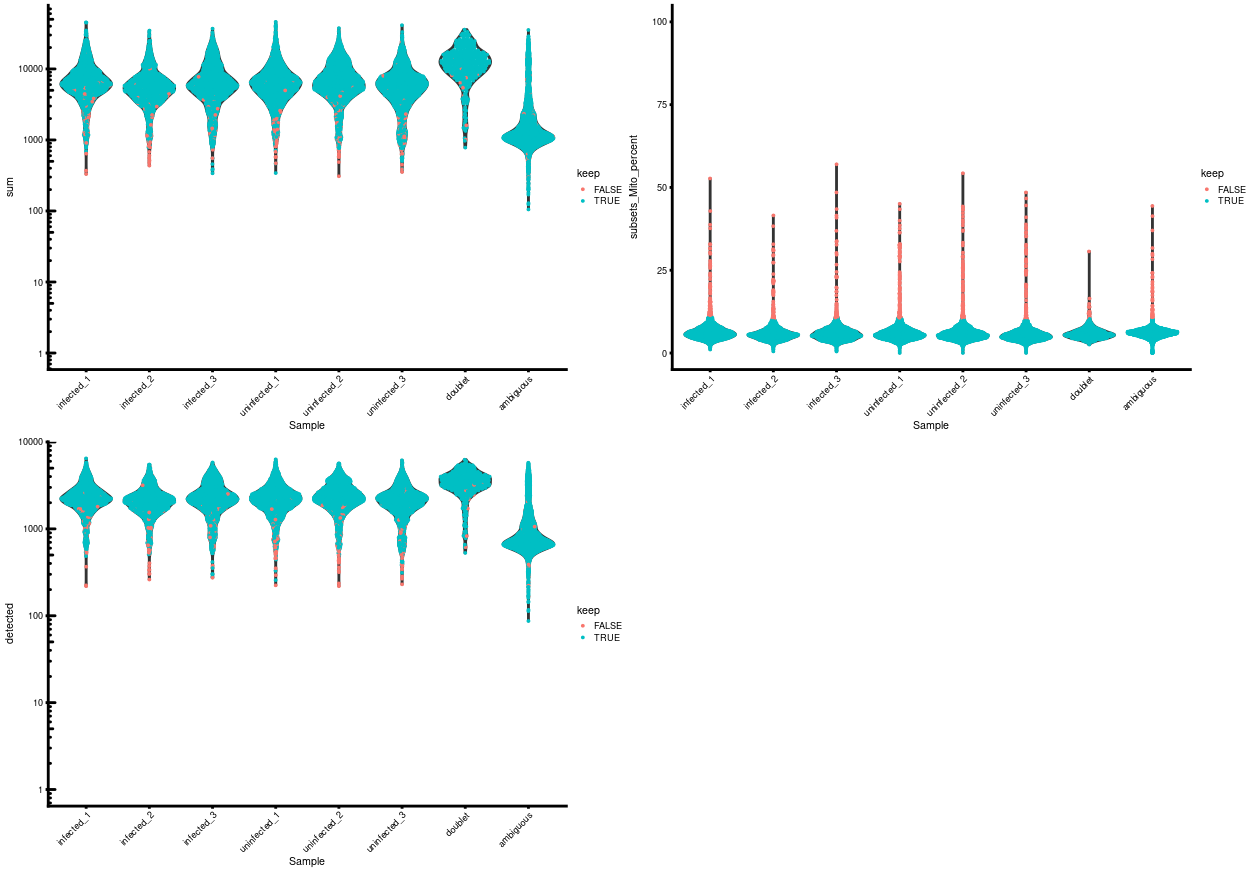 sum
10000
1000
100
10
1
infected_1
infected_2
infected_3
uninfected_1
uninfected_2
uninfected_3
doublet
ambiguous
Sample
keep
FALSE
TRUE
subsets_Mito_percent
100
75
50
25
0
infected_1
infected_2
infected_3
uninfected_1
uninfected_2
uninfected_3
doublet
ambiguous
Sample
keep
FALSE
TRUE
detected
10000
1000
100
10
1
infected_1
infected_2
infected_3
uninfected_1
uninfected_2
uninfected_3
doublet
ambiguous
Sample
keep
FALSE
TRUE